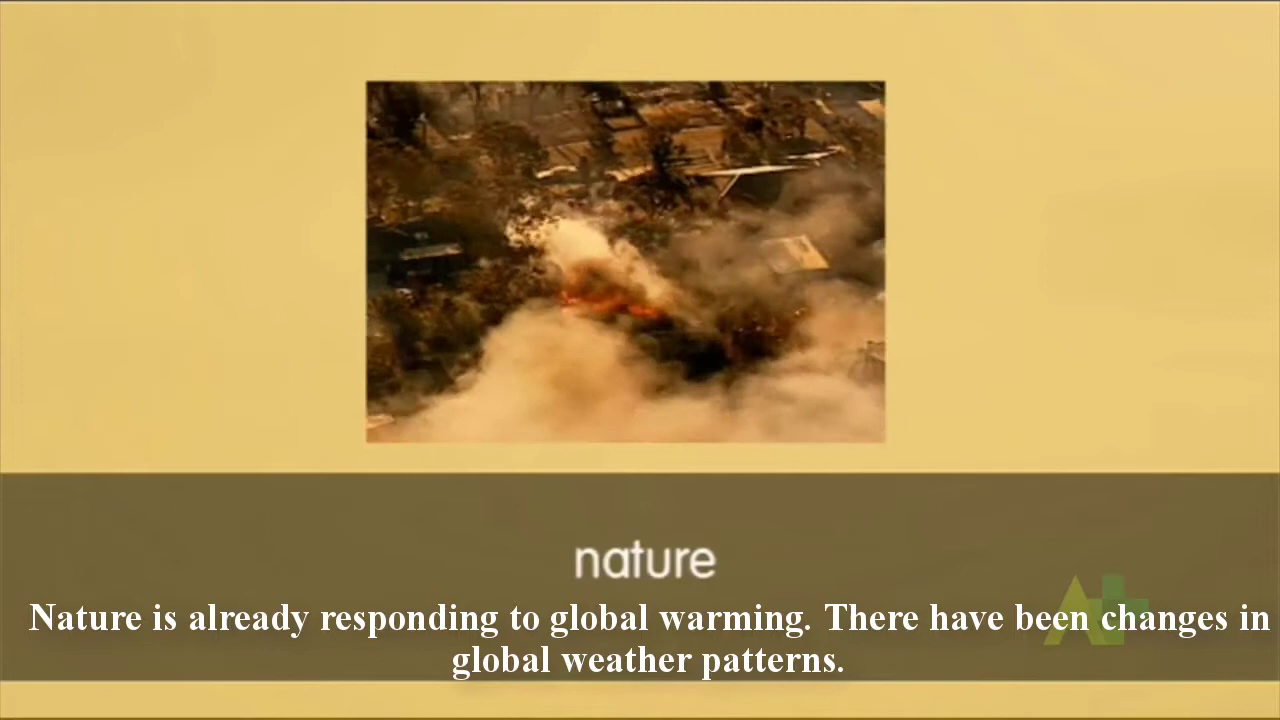 nature
Nature is already responding to global warming. There have been changes in
global weather patterns.
A+